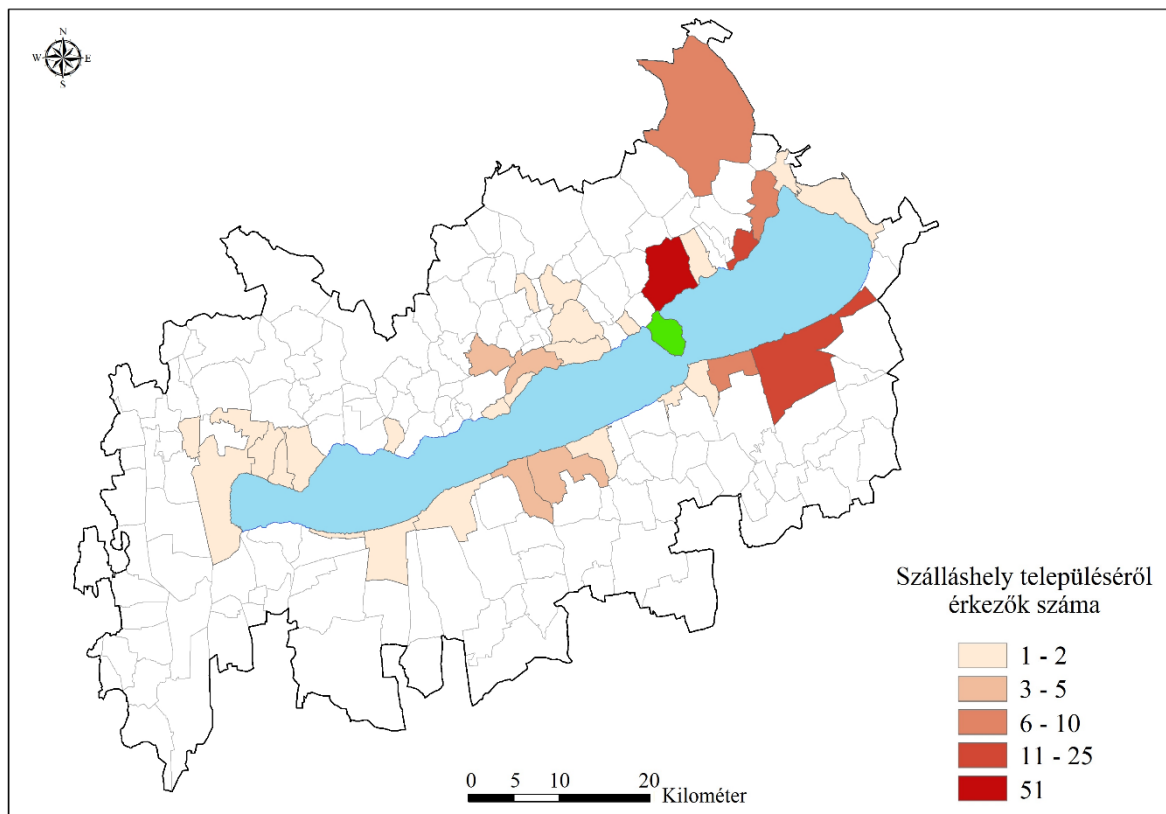 N
W E
S
Szálláshely településéről
érkezők száma
1 - 2
3 - 5
6 - 10
11 - 25
51
0 5 10 20
Kilométer